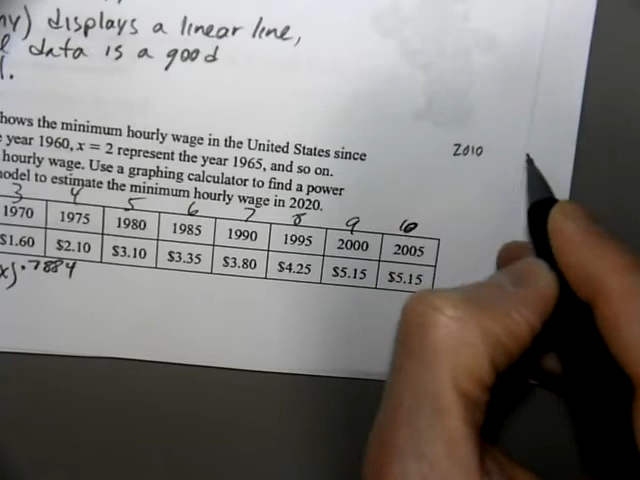 displays a linear line,
data is a good
hows the minimum hourly wage in the United States since
year 1960, x = 2 represent the year 1965, and so on.
hourly wage. Use a graphing calculator to find a power
odel to estimate the minimum hourly wage in 2020.
2010
3 4 5 6 7 8 9 10
1970 1975 1980 1985 1990 1995 2000 2005
$1.60 $2.10 $3.10 $3.35 $3.80 $4.25 $5.15 $5.15
x).7884